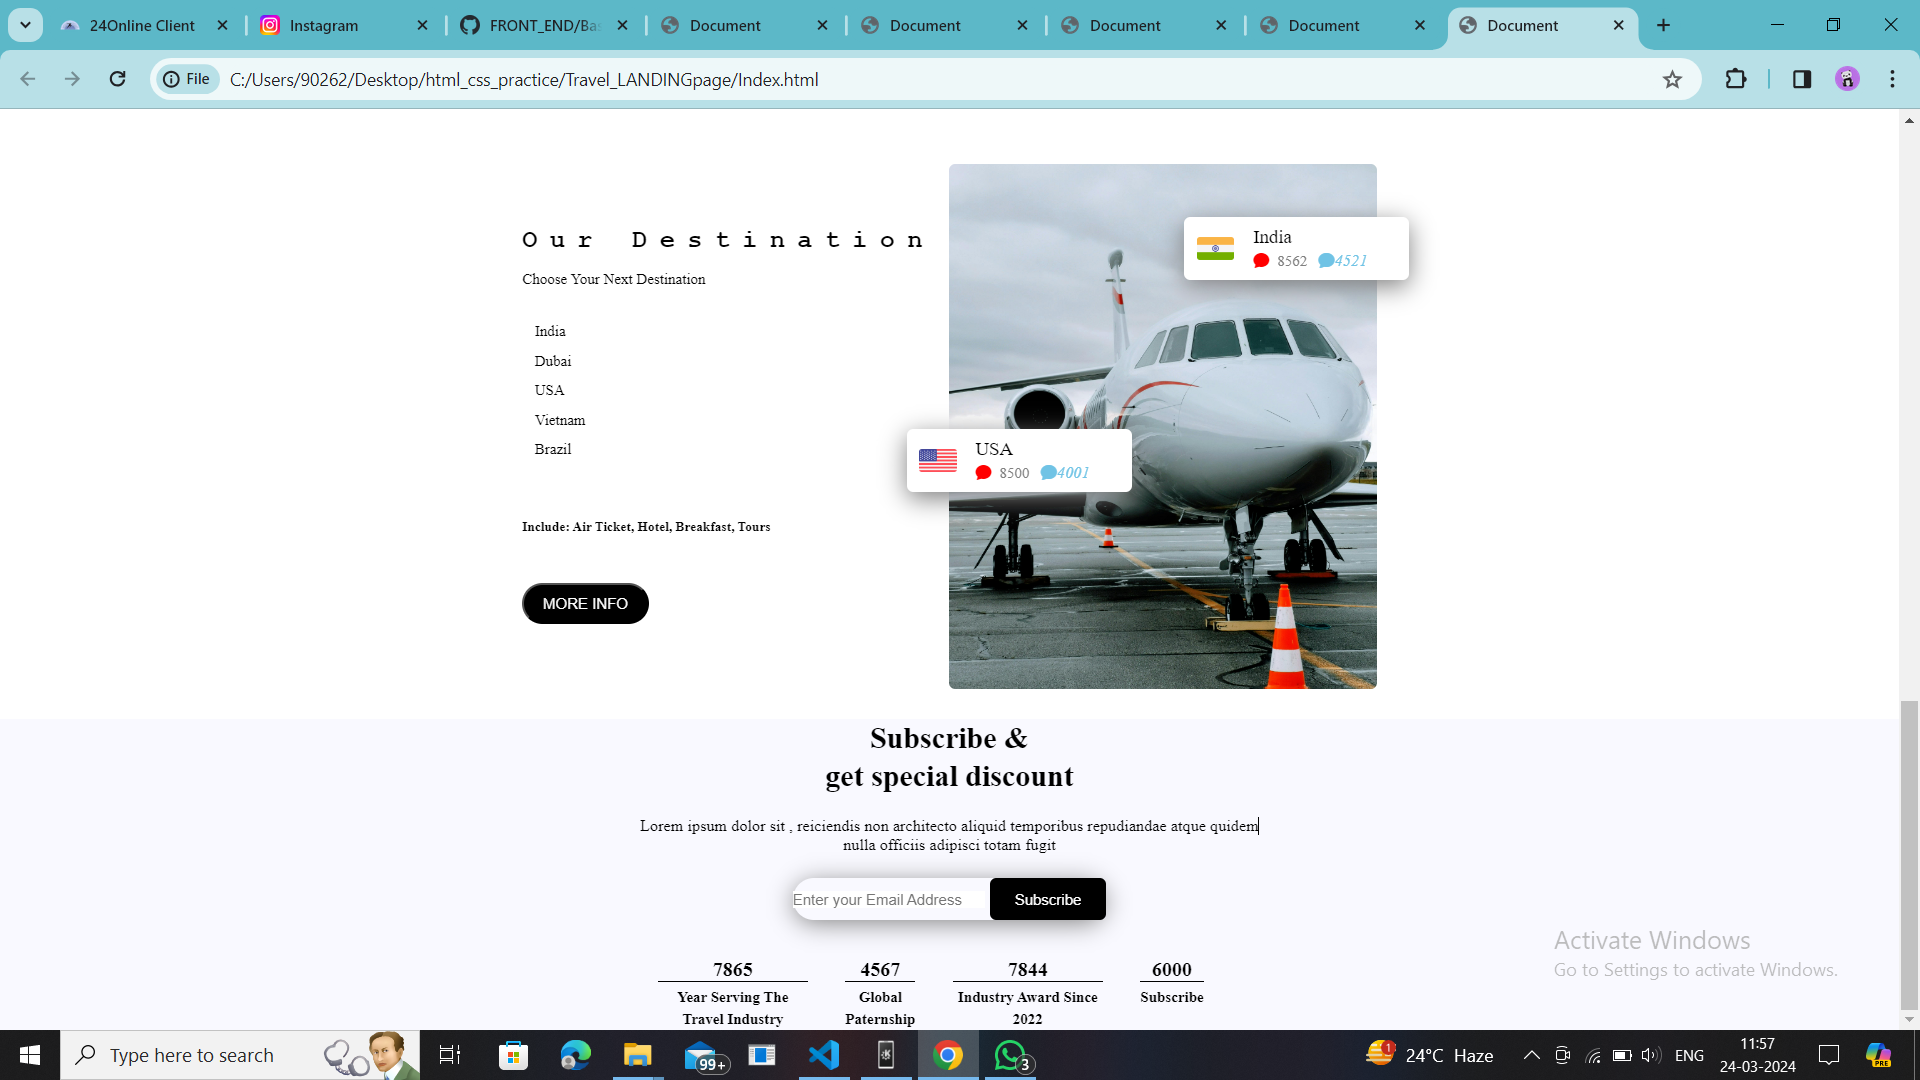 24Online Client
Instagram
FRONT_END/Bas
Document
Document
Document
Document
Document
File
C:/Users/90262/Desktop/html_css_practice/Travel_LANDINGpage/Index.html
Our Destination
Choose Your Next Destination
India
Dubai
USA
Vietnam
Brazil
Include: Air Ticket, Hotel, Breakfast, Tours
MORE INFO
India
8562 4521
USA
8500 4001
Subscribe &
get special discount
Lorem ipsum dolor sit , reiciendis non architecto aliquid temporibus repudiandae atque quidem
nulla officiis adipisci totam fugit
Enter your Email Address
Subscribe
7865
Year Serving The
Travel Industry
4567
Global
Paternship
7844
Industry Award Since
2022
6000
Subscribe
Activate Windows
Go to Settings to activate Windows.
Type here to search
99+
3
1
24°C Haze
ENG
11:57
24-03-2024
PRE